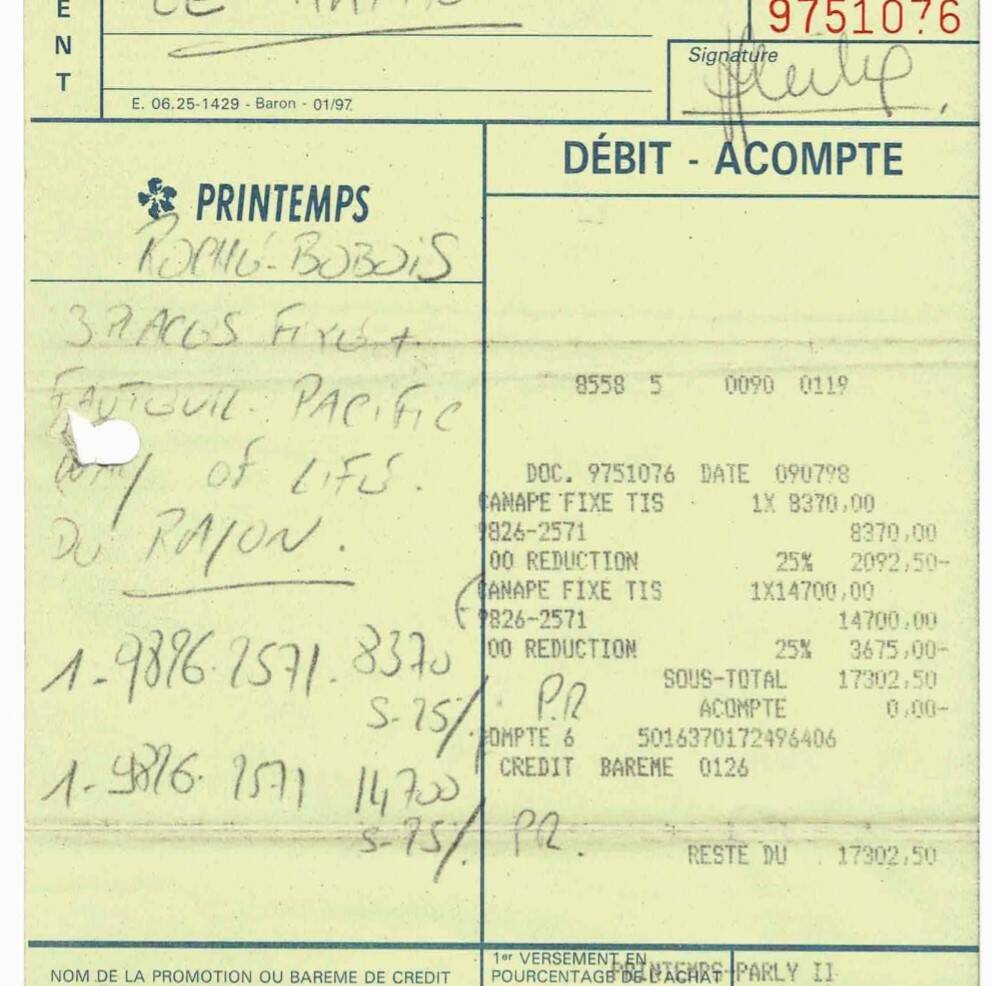 E
N
T
LE
9751076
Signature
E. 06.25-1429 - Baron - 01/97
DÉBIT - ACOMPTE
PRINTEMPS
ROCHÉ-BOBOIS
3 PLACES FIXE +
FAUTEUIL PACIFIC
WAY OF LIFE.
DU RAYON.
1-9826.2571. 8370
S-25%. P.R
1-9826. 2571 14700
S-25%. PR.
8558 5 0090 0119
DOC. 9751076 DATE 090798
CANAPE FIXE TIS 1X 8370,00
9826-2571 8370,00
00 REDUCTION 25% 2092,50-
CANAPE FIXE TIS 1X14700,00
9826-2571 14700,00
00 REDUCTION 25% 3675,00-
SOUS-TOTAL 17302,50
ACOMPTE 0,00-
OMPTE 6 5016370172496406
CREDIT BAREME 0126
RESTE DU 17302,50
NOM DE LA PROMOTION OU BAREME DE CREDIT
1er VERSEMENT EN
POURCENTAGE DE L'ACHAT
PRINTEMPS PARLY II